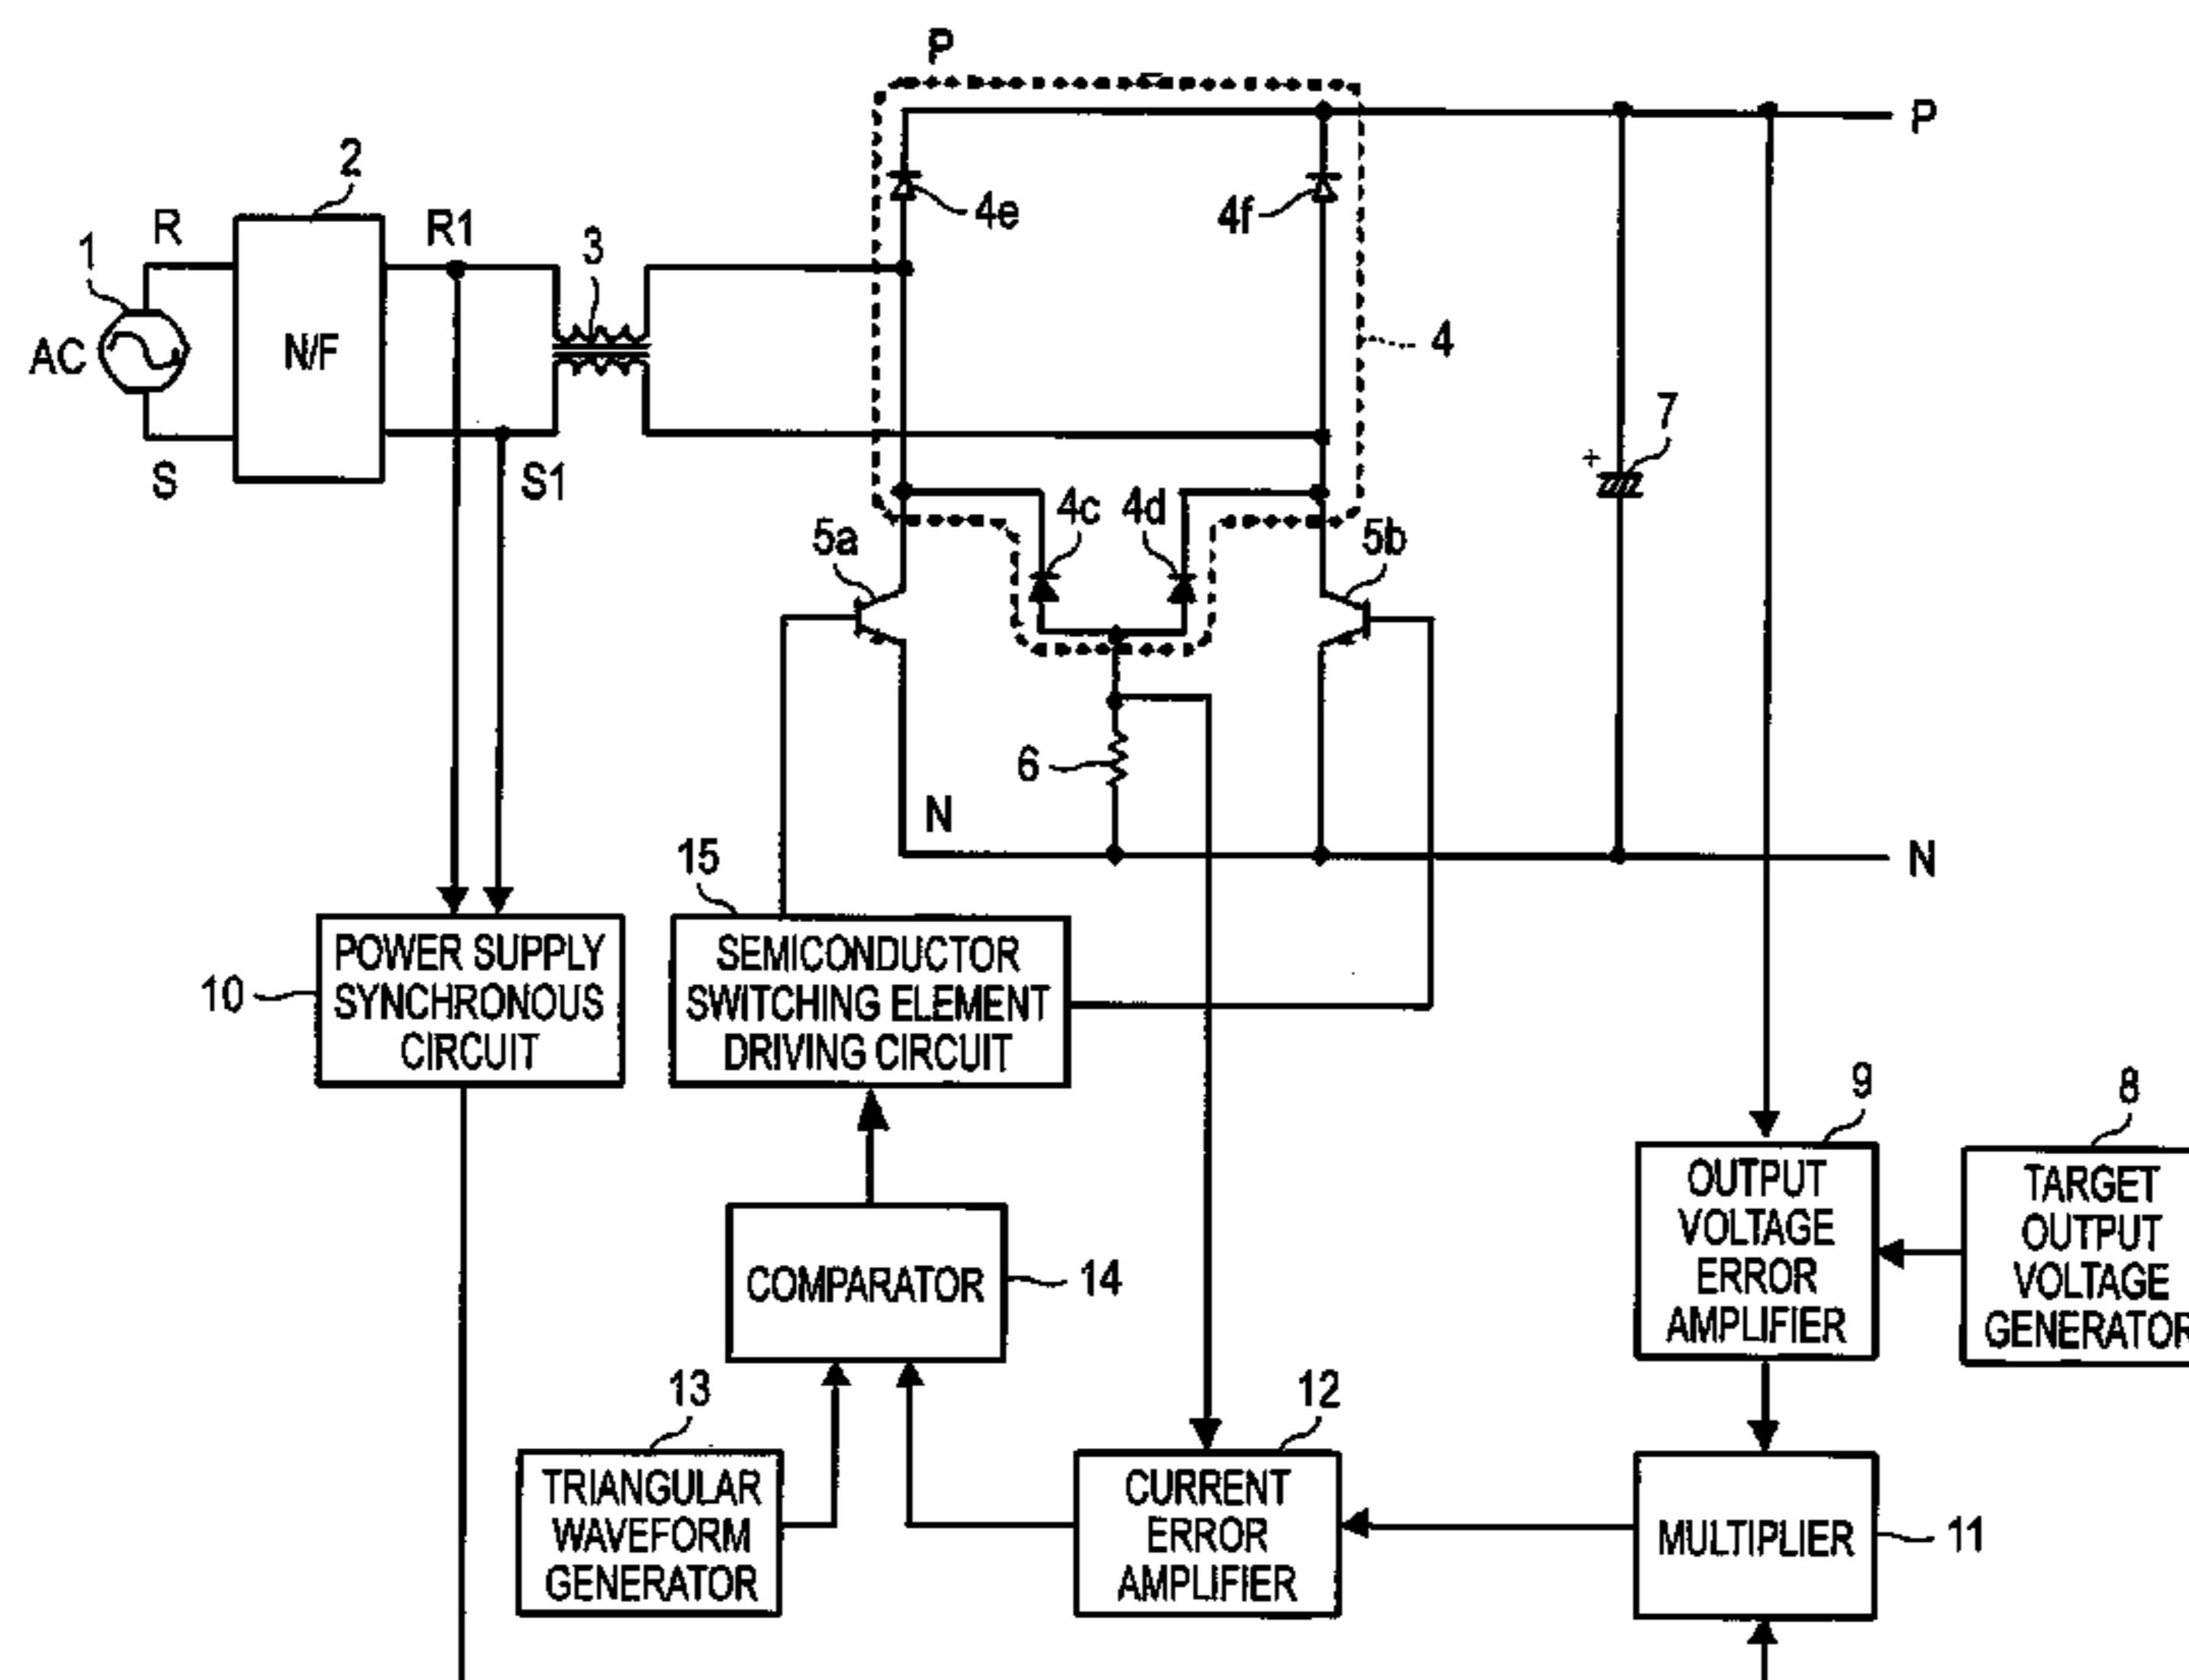 P
P
2
4e
4f
R
R1
3
1
AC
N/F
4
7
+
S
S1
4c
4d
5a
5b
6
N
N
15
10
POWER SUPPLY
SYNCHRONOUS
CIRCUIT
SEMICONDUCTOR
SWITCHING ELEMENT
DRIVING CIRCUIT
9
8
OUTPUT
VOLTAGE
ERROR
AMPLIFIER
TARGET
OUTPUT
VOLTAGE
GENERATOR
COMPARATOR
14
13
12
TRIANGULAR
WAVEFORM
GENERATOR
CURRENT
ERROR
AMPLIFIER
MULTIPLIER
11